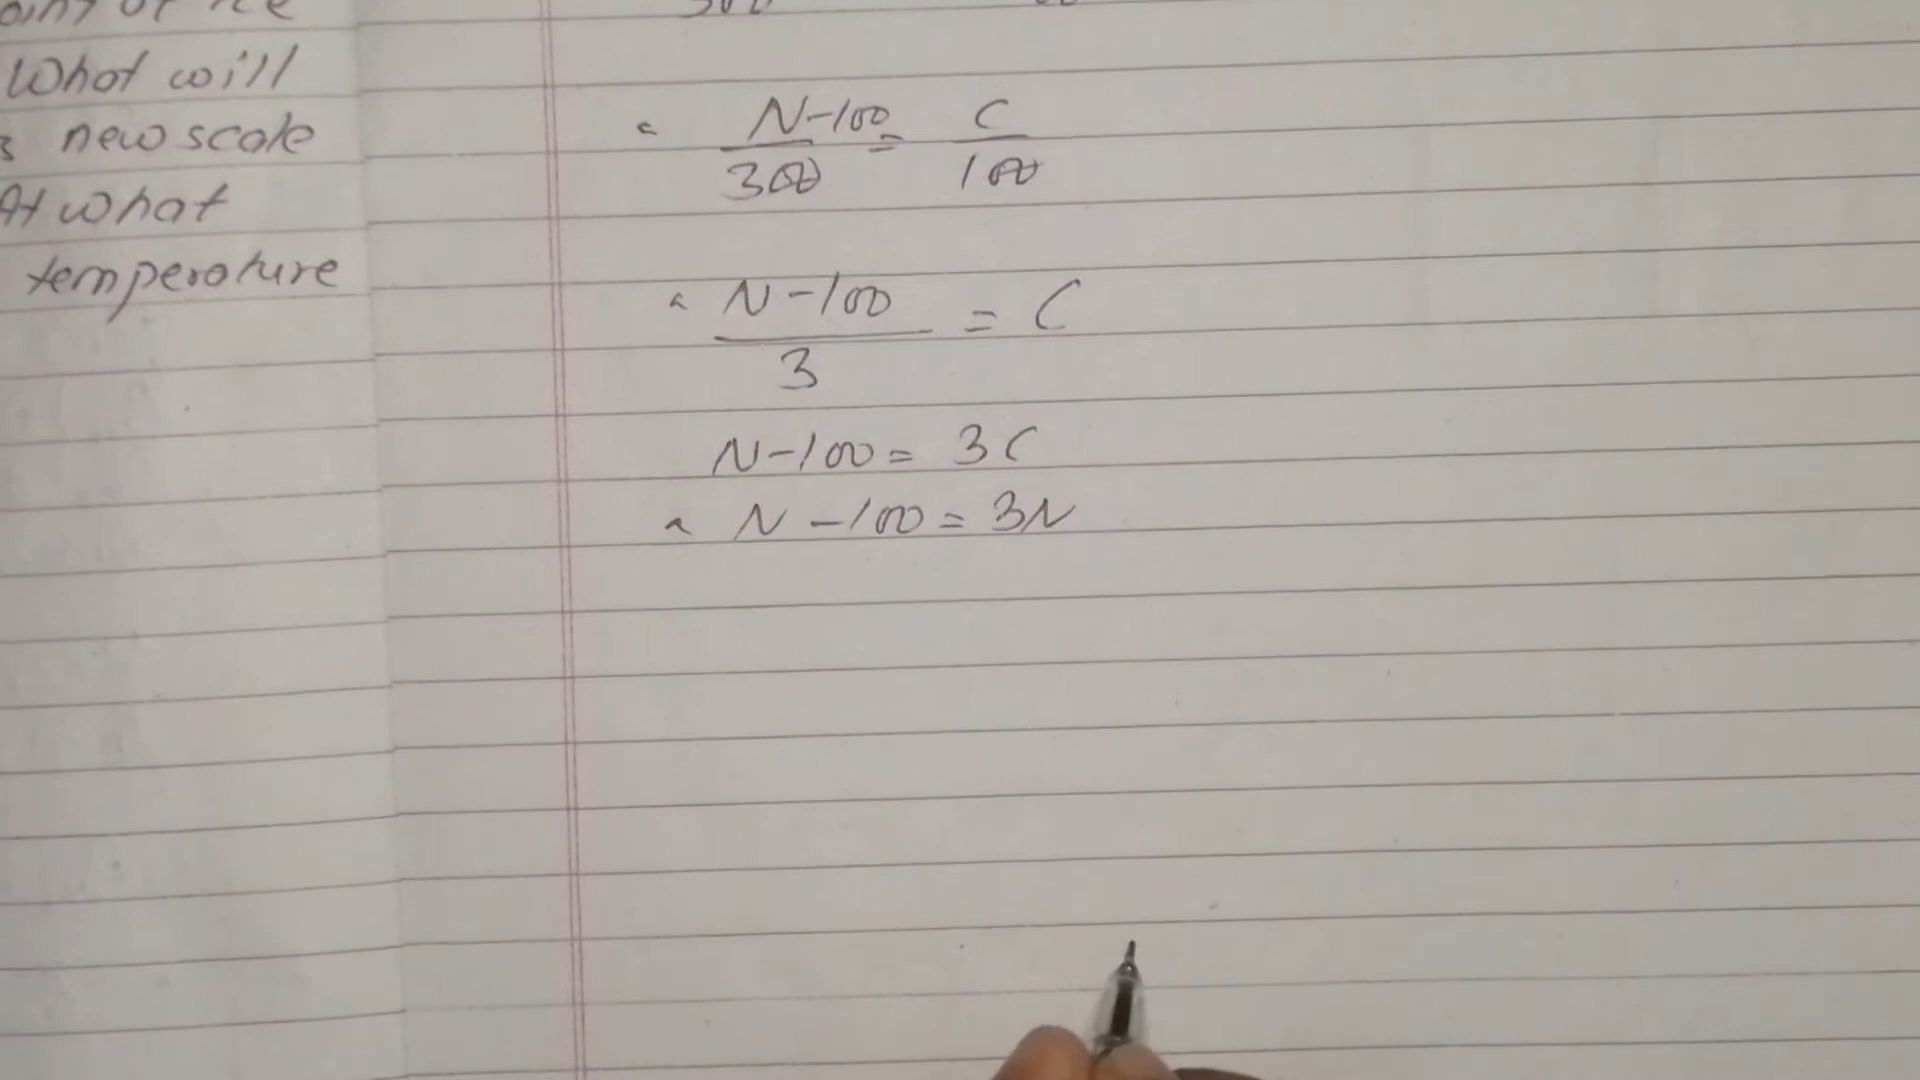 What will
new scale
At what
temperature
N-100 = C
300 100
N-100 = C
3
N-100 = 3C
N-100 = 3N